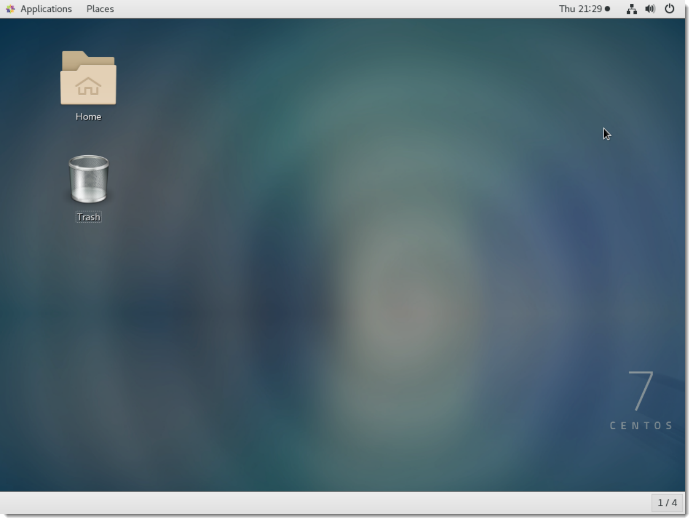 Applications Places Thu 21:29
Home
Trash
7
CENTOS
1 / 4